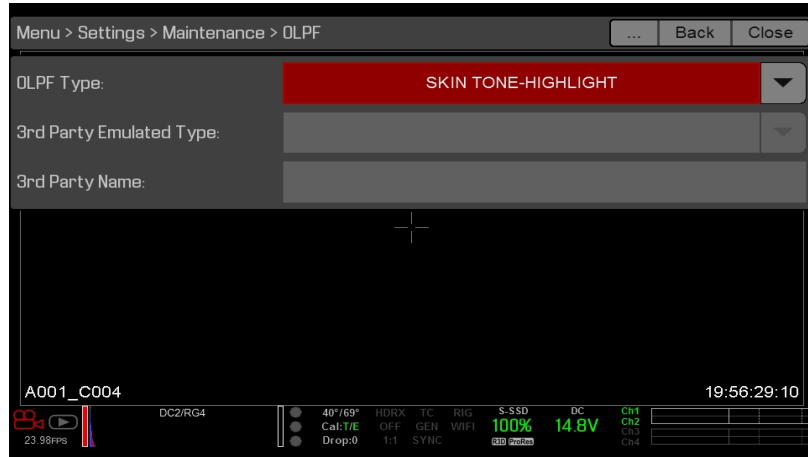 Menu > Settings > Maintenance > OLPF ... Back Close
OLPF Type: SKIN TONE-HIGHLIGHT
3rd Party Emulated Type:
3rd Party Name:
A001_C004 19:56:29:10
DC2/RG4 40°/69° HDRX TC RIG S-SSD DC Ch1
Cal:T/E OFF GEN WIFI 100% 14.8V Ch2
23.98FPS Drop:0 1:1 SYNC R3D ProRes Ch3
Ch4